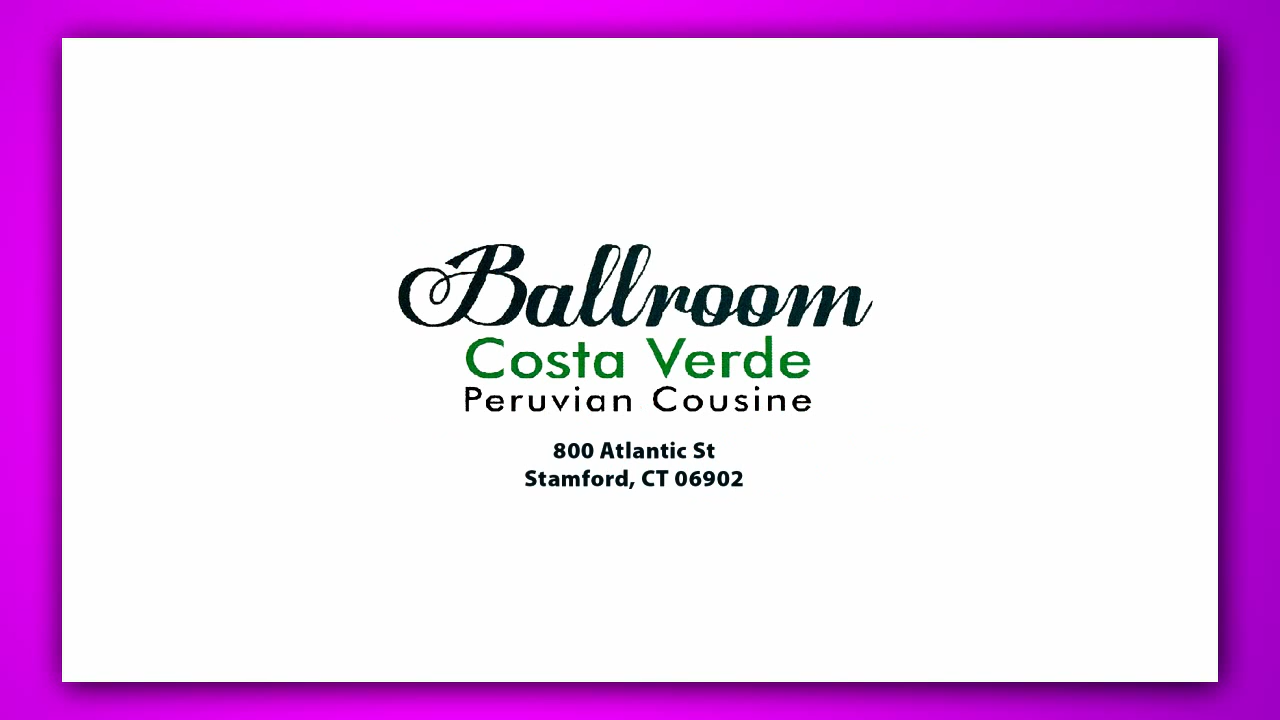 Ballroom
Costa Verde
Peruvian Cousine
800 Atlantic St
Stamford, CT 06902